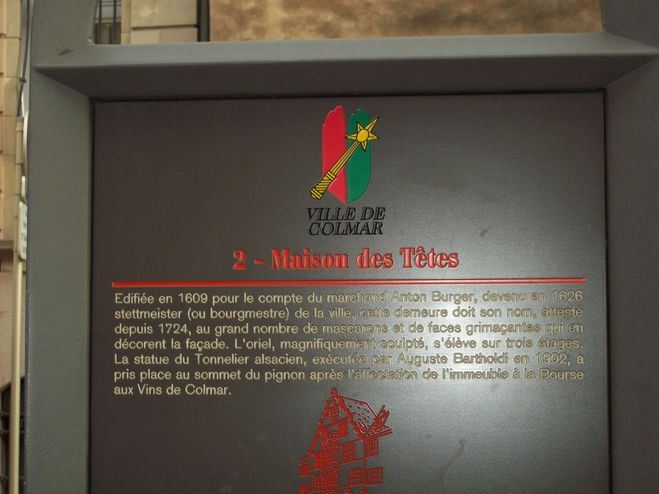 VILLE DE
COLMAR
2 - Maison des Têtes
Edifiée en 1609 pour le compte du marchand Anton Burger, devenu en 1626
stettmeister (ou bourgmestre) de la ville, cette demeure doit son nom, attesté
depuis 1724, au grand nombre de mascarons et de faces grimaçantes qui en
décorent la façade. L'oriel, magnifiquement sculpté, s'élève sur trois étages.
La statue du Tonnelier alsacien, exécutée par Auguste Bartholdi en 1902, a
pris place au sommet du pignon après l'affectation de l'immeuble à la Bourse
aux Vins de Colmar.